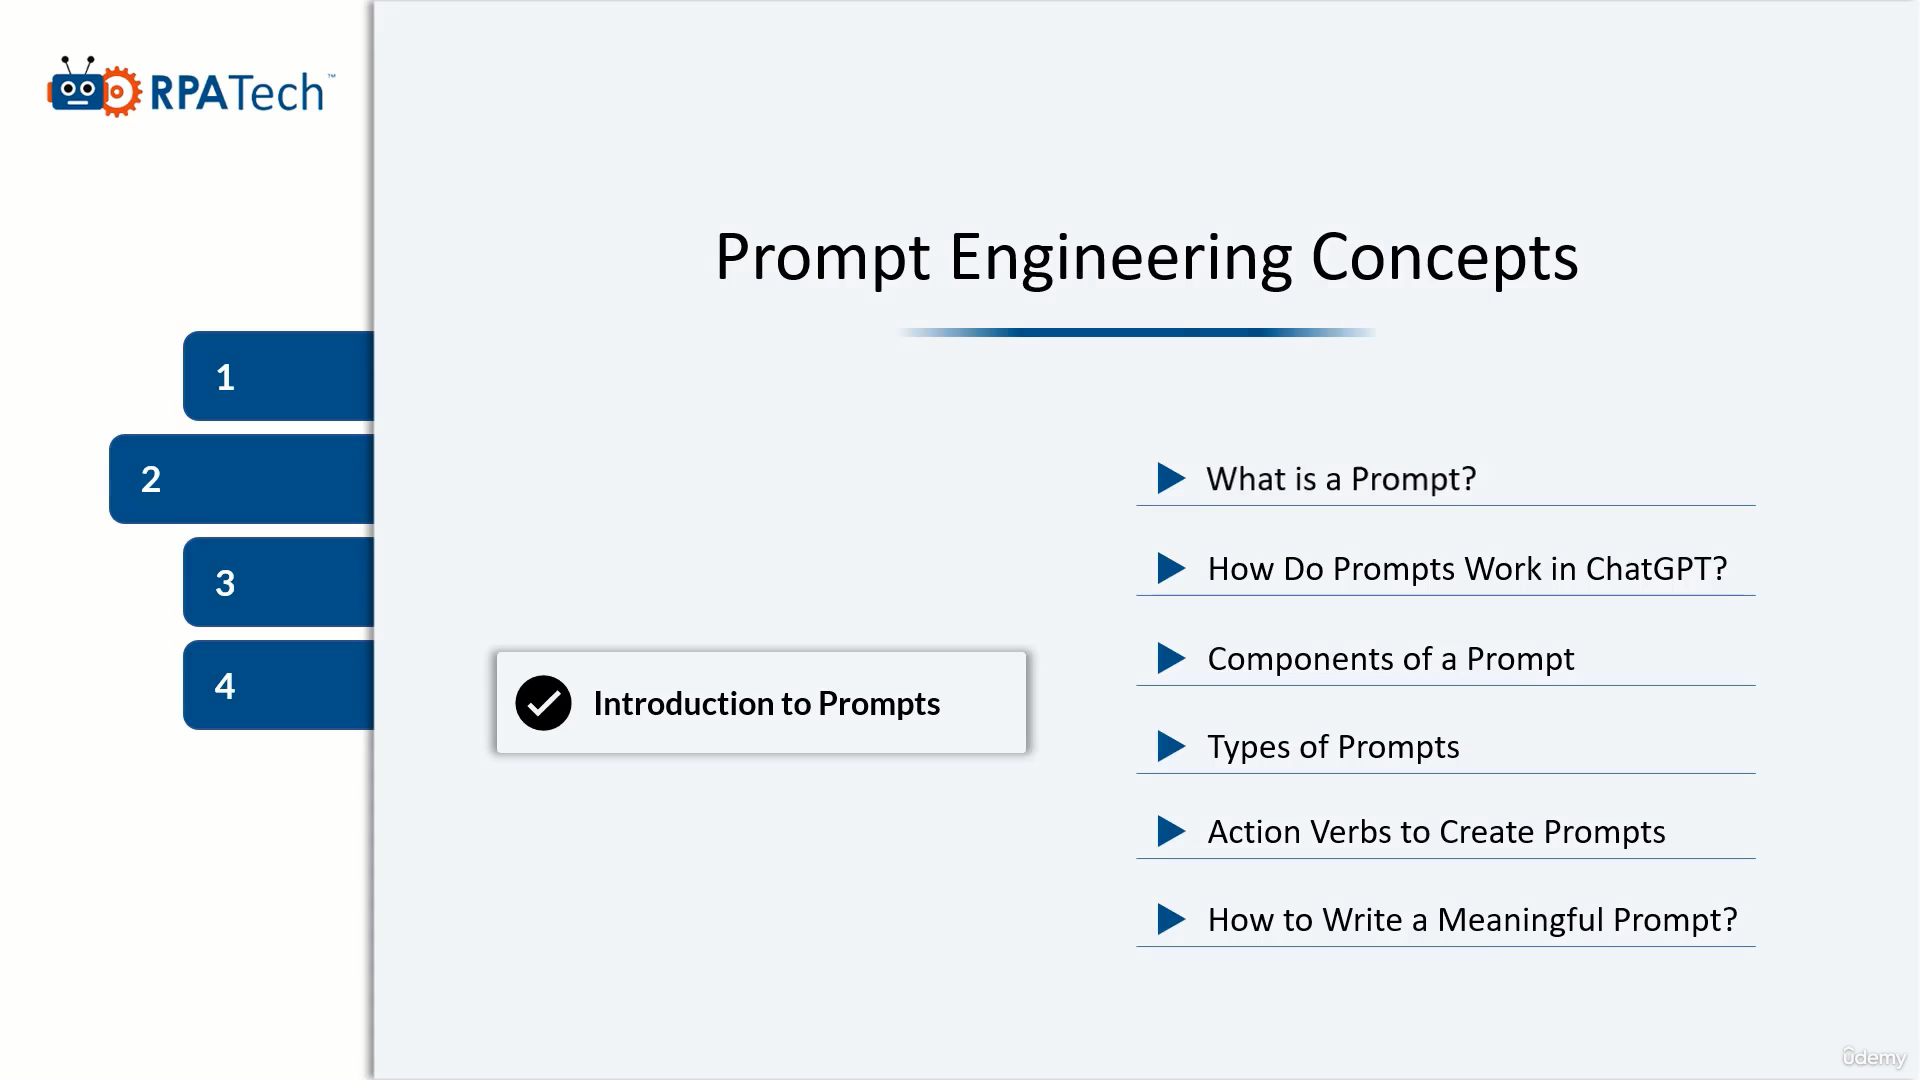 RPATech™
Prompt Engineering Concepts
1
2
3
4
Introduction to Prompts
What is a Prompt?
How Do Prompts Work in ChatGPT?
Components of a Prompt
Types of Prompts
Action Verbs to Create Prompts
How to Write a Meaningful Prompt?
ûdemy